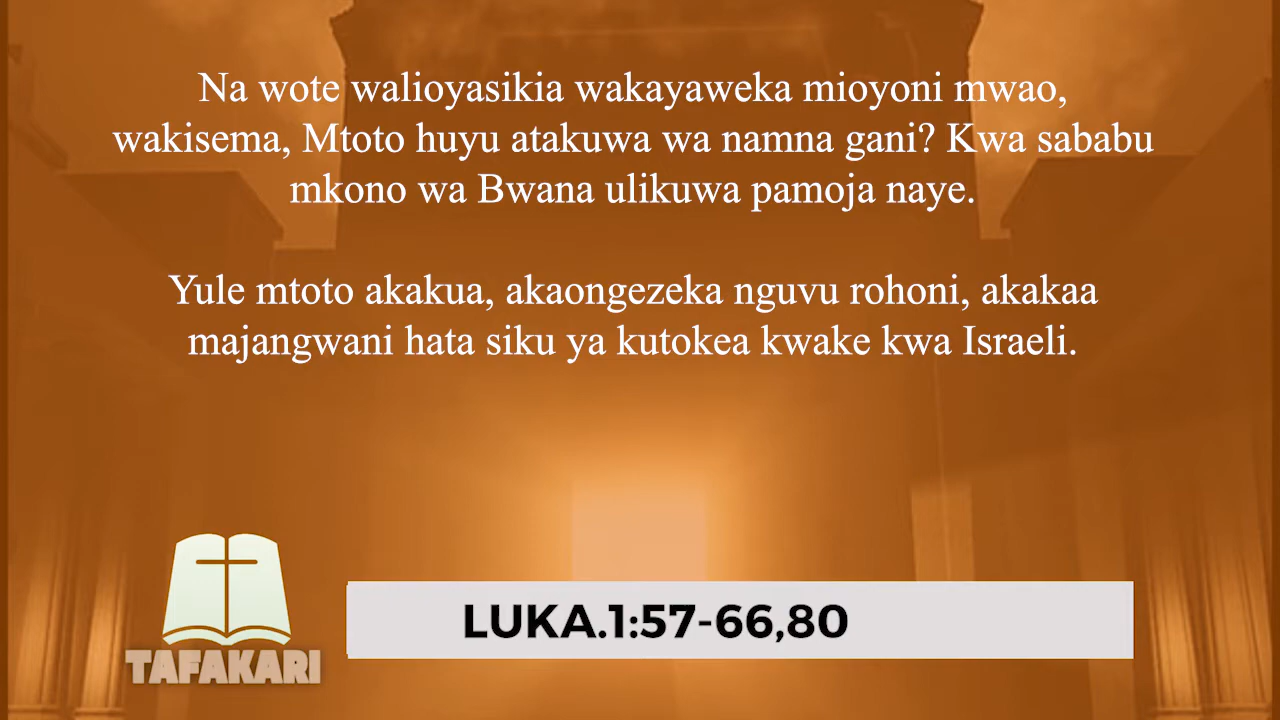 Na wote walioyasikia wakayaweka mioyoni mwao,
wakisema, Mtoto huyu atakuwa wa namna gani? Kwa sababu
mkono wa Bwana ulikuwa pamoja naye.
Yule mtoto akakua, akaongezeka nguvu rohoni, akakaa
majangwani hata siku ya kutokea kwake kwa Israeli.
LUKA.1:57-66,80
TAFAKARI